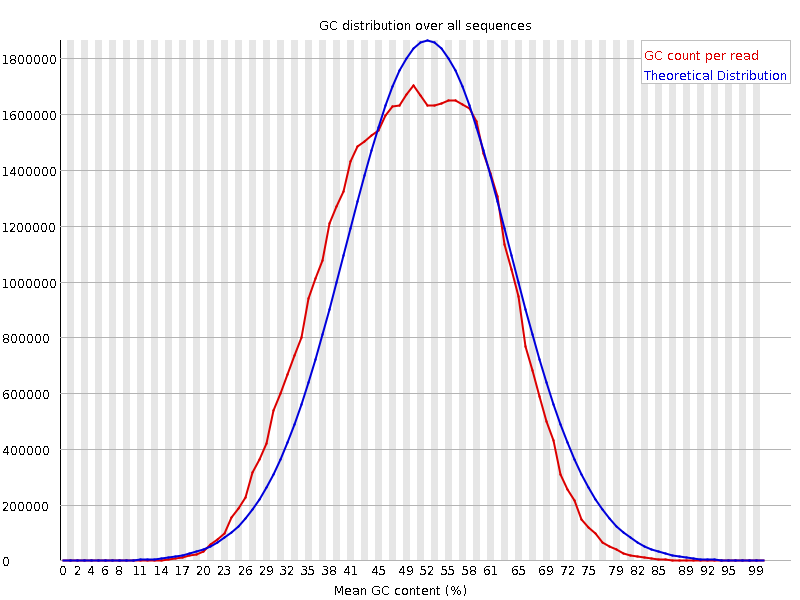 GC distribution over all sequences
GC count per read
Theoretical Distribution
1800000
1600000
1400000
1200000
1000000
800000
600000
400000
200000
0
0 2 4 6 8 11 14 17 20 23 26 29 32 35 38 41 45 48 52 55 58 61 65 69 72 75 79 82 85 89 92 95 99
Mean GC content (%)